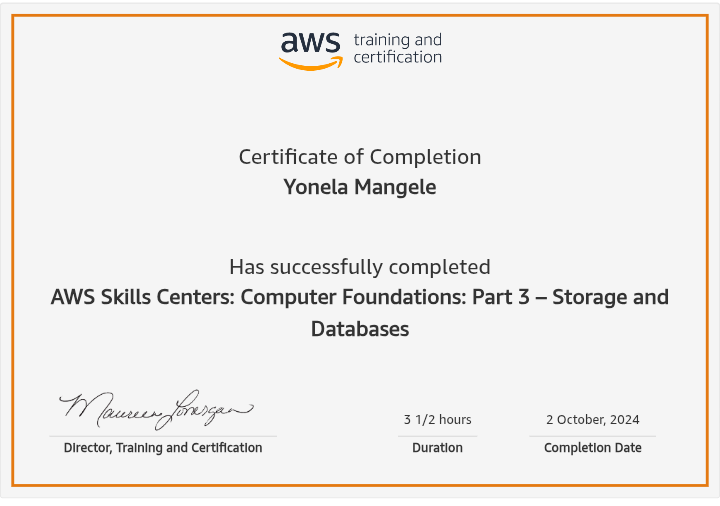 aws training and
certification
Certificate of Completion
Yonela Mangele
Has successfully completed
AWS Skills Centers: Computer Foundations: Part 3 – Storage and
Databases
Maureen Lonergan
3 1/2 hours
2 October, 2024
Director, Training and Certification
Duration
Completion Date